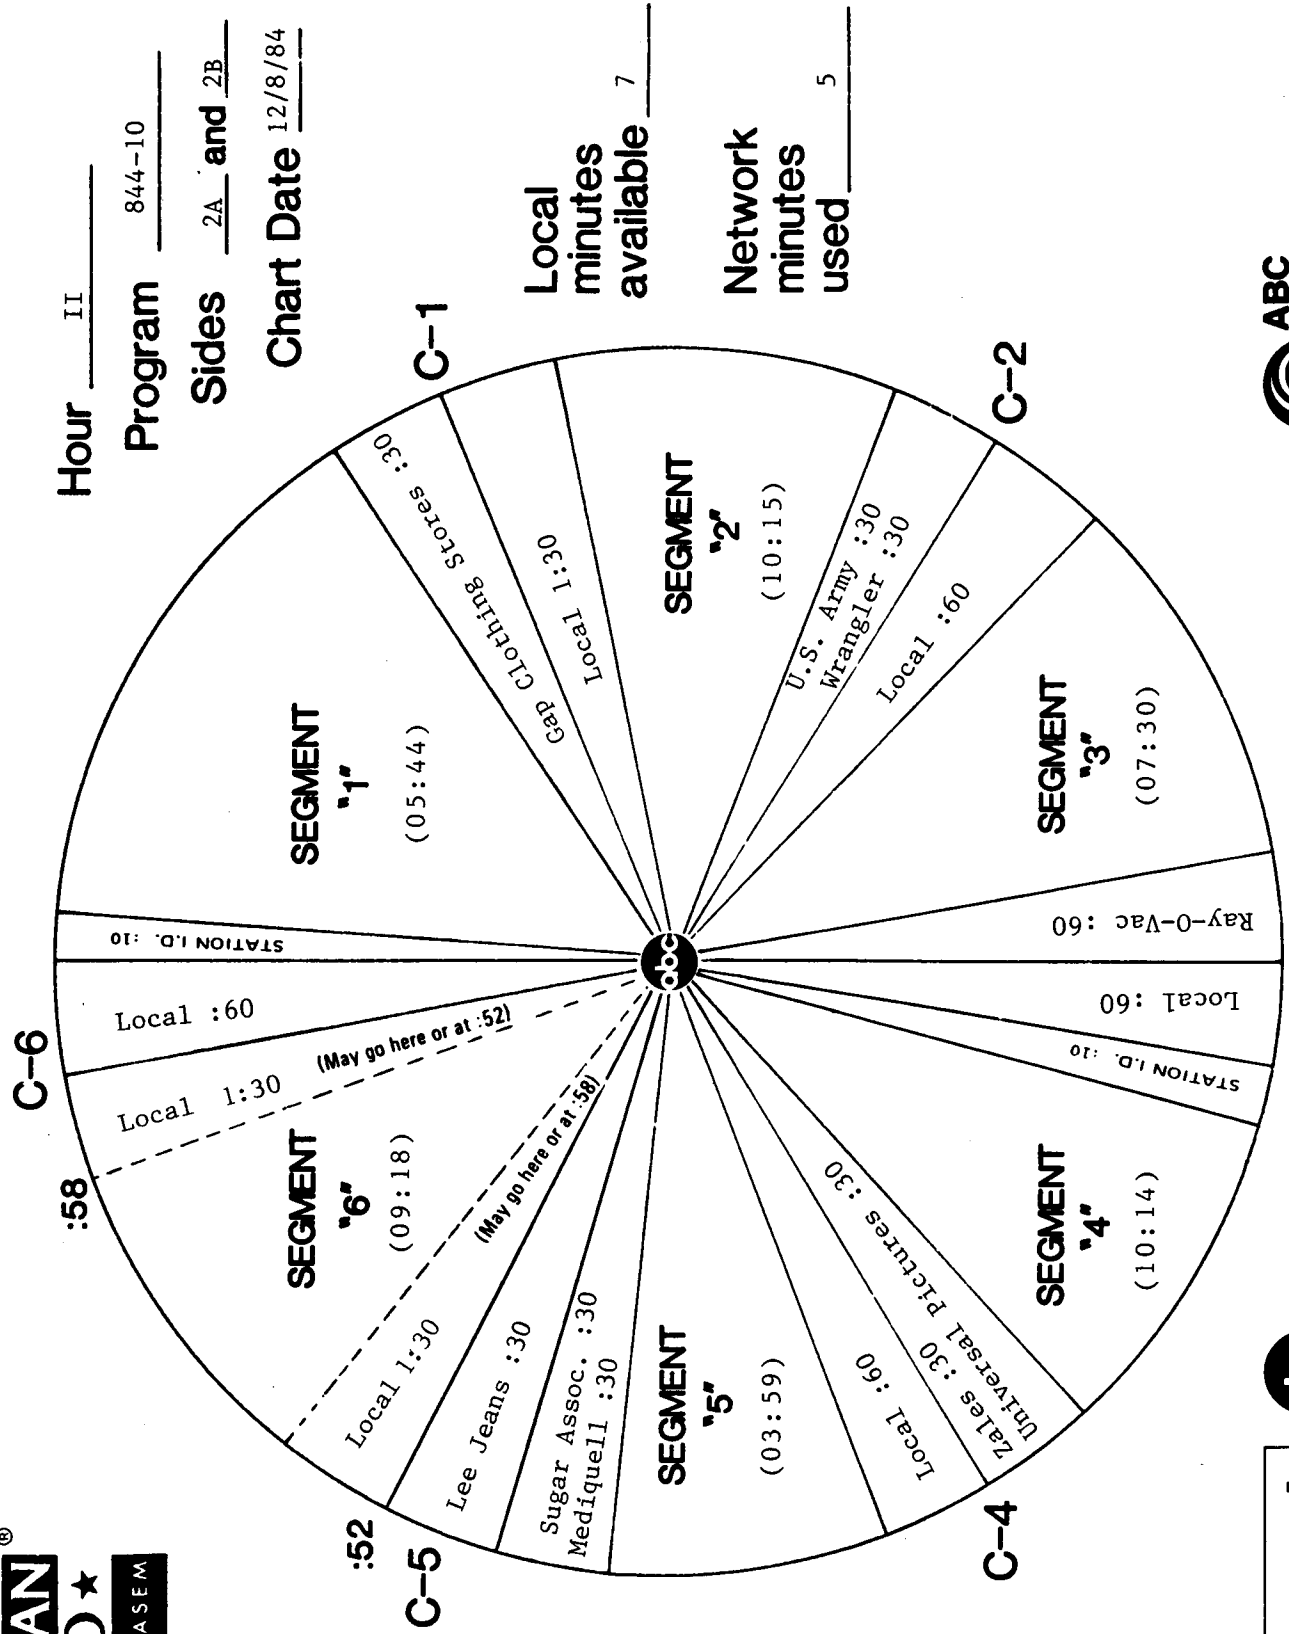 Hour II
Program 844-10
Sides 2A and 2B
Chart Date 12/8/84
Local
minutes
available 7
Network
minutes
used 5
ABC
®
AN
ASEM
abc
STATION I.D. :10
SEGMENT
"1"
(05:44)
Gap Clothing Stores :30
C-1
Local 1:30
SEGMENT
"2"
(10:15)
U.S. Army :30
Wrangler :30
C-2
Local :60
SEGMENT
"3"
(07:30)
Ray-O-Vac :60
Local :60
STATION I.D. :10
SEGMENT
"4"
(10:14)
Universal Pictures :30
Zales :30
C-4
Local :60
SEGMENT
"5"
(03:59)
Sugar Assoc. :30
Mediquell :30
C-5
Lee Jeans :30
:52
Local 1:30
(May go here or at :58)
SEGMENT
"6"
(09:18)
:58
Local 1:30
(May go here or at :52)
C-6
Local :60